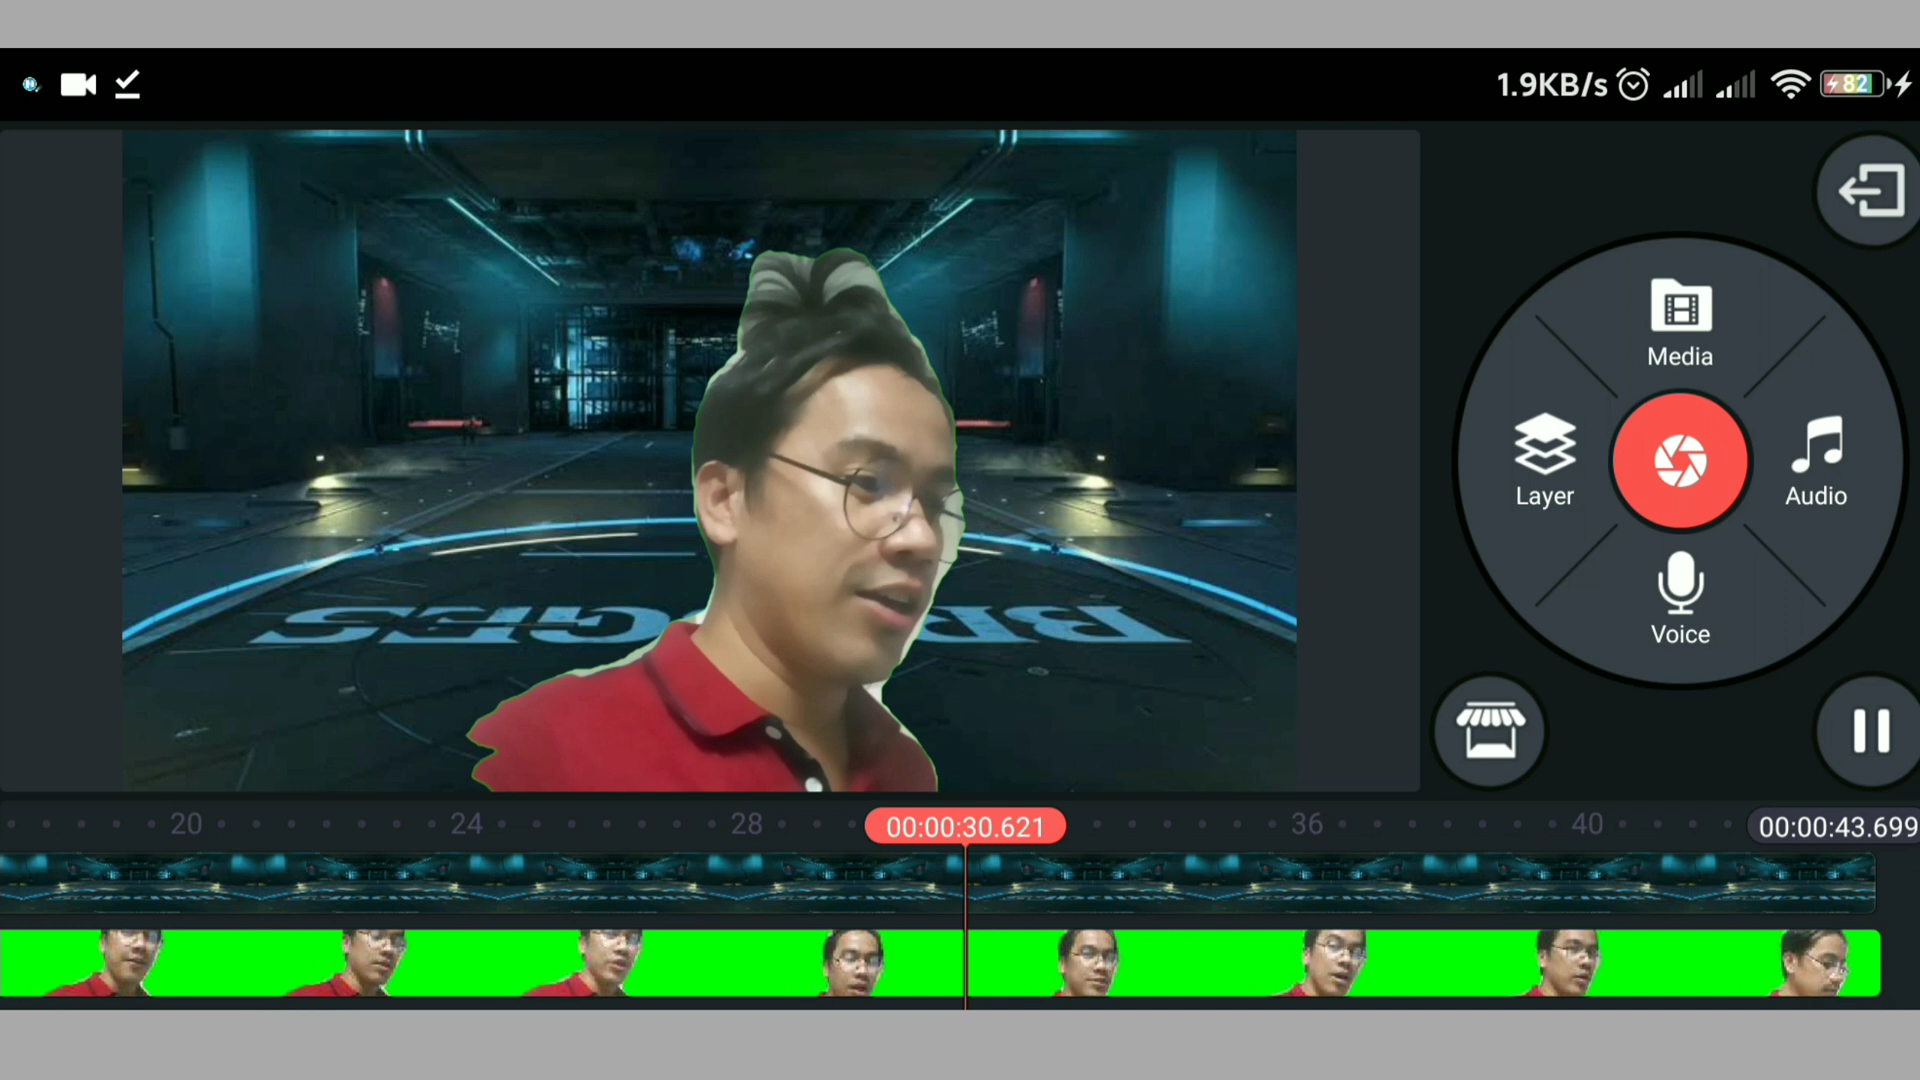 1.9KB/s
82
Media
Layer
Audio
Voice
BRIDGES
20
24
28
00:00:30.621
36
40
00:00:43.699